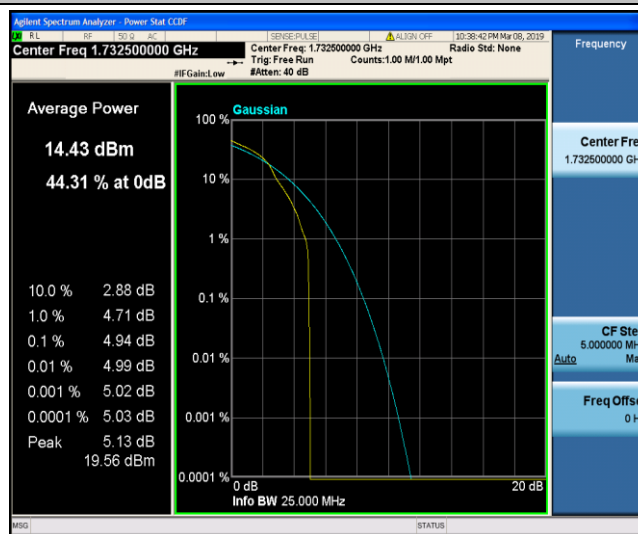 Agilent Spectrum Analyzer - Power Stat CCDF
RL RF 50 Ω AC SENSE:PULSE ALIGN OFF 10:38:42 PM Mar 08, 2019
Center Freq 1.732500000 GHz
Center Freq: 1.732500000 GHz Radio Std: None
Trig: Free Run Counts:1.00 M/1.00 Mpt
#IFGain:Low #Atten: 40 dB
Frequency
Average Power
14.43 dBm
44.31 % at 0dB
10.0 % 2.88 dB
1.0 % 4.71 dB
0.1 % 4.94 dB
0.01 % 4.99 dB
0.001 % 5.02 dB
0.0001 % 5.03 dB
Peak 5.13 dB
19.56 dBm
Gaussian
100 %
10 %
1 %
0.1 %
0.01 %
0.001 %
0.0001 %
0 dB 20 dB
Info BW 25.000 MHz
Center Fre
1.732500000 GH
CF Ste
5.000000 MH
Auto Ma
Freq Offs
0 H
MSG STATUS